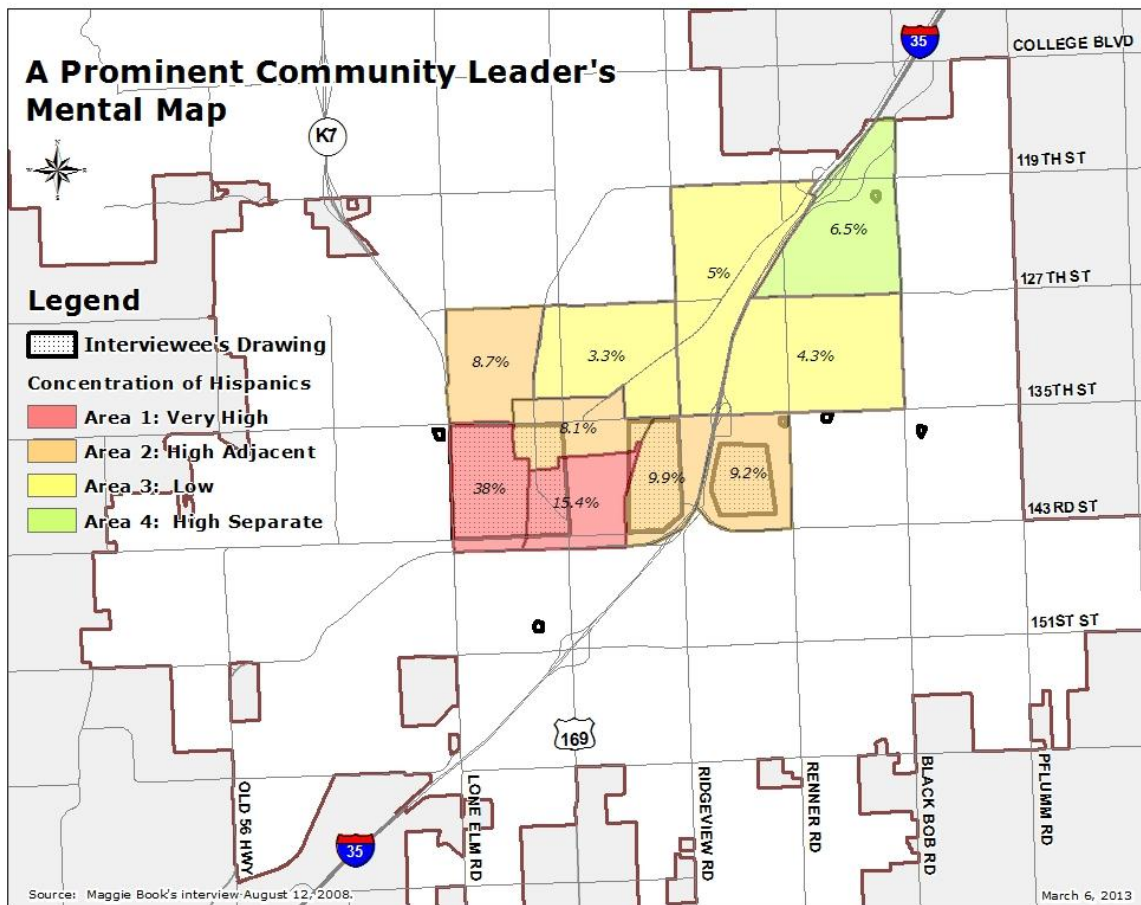 A Prominent Community Leader's
Mental Map
N
K7
35
COLLEGE BLVD
119TH ST
6.5%
5%
127TH ST
Legend
Interviewee's Drawing
Concentration of Hispanics
Area 1: Very High
Area 2: High Adjacent
Area 3: Low
Area 4: High Separate
8.7%
3.3%
4.3%
135TH ST
8.1%
38%
15.4%
9.9%
9.2%
143RD ST
151ST ST
169
OLD 56 HWY
LONE ELM RD
RIDGEVIEW RD
RENNER RD
BLACK BOB RD
PFLUMM RD
35
Source: Maggie Book's interview August 12, 2008.
March 6, 2013